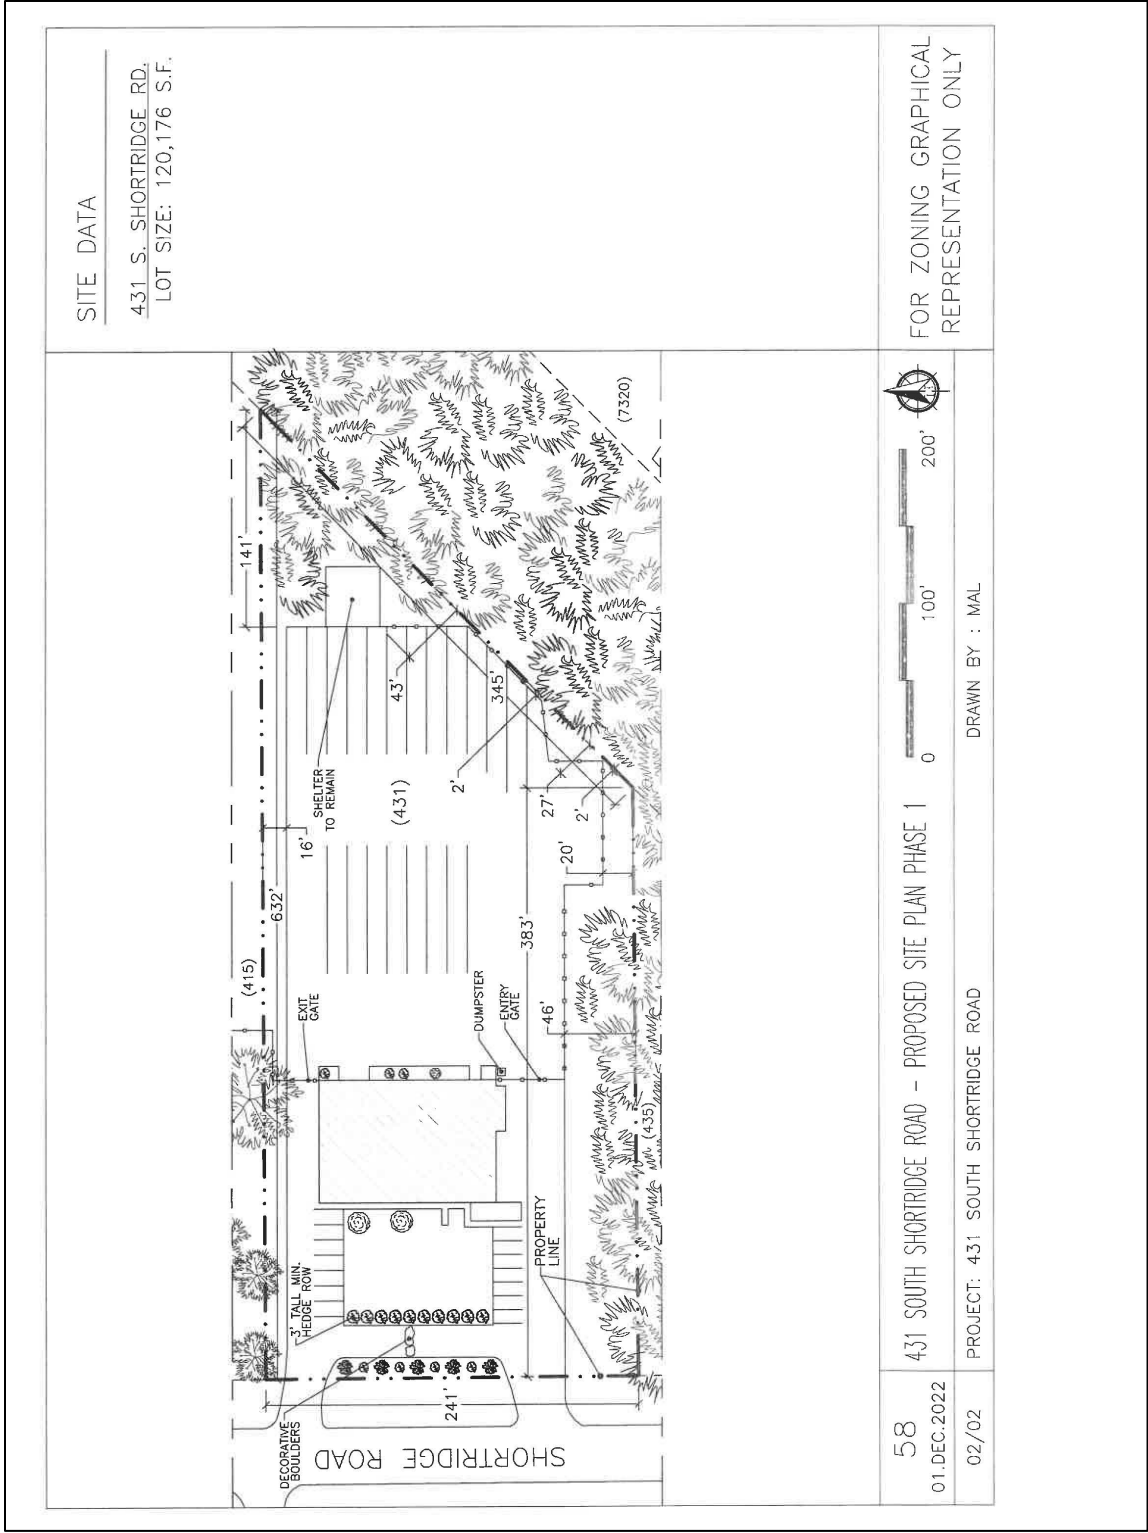 SITE DATA
431 S. SHORTRIDGE RD.
LOT SIZE: 120,176 S.F.
(415)
632'
141'
16'
EXIT
GATE
SHELTER
TO REMAIN
(431)
43'
345'
2'
27'
2'
20'
383'
46'
DUMPSTER
ENTRY
GATE
(7320)
(435)
PROPERTY
LINE
3' TALL MIN.
HEDGE ROW
DECORATIVE
BOULDERS
241'
SHORTRIDGE ROAD
58
01.DEC.2022
02/02
431 SOUTH SHORTRIDGE ROAD - PROPOSED SITE PLAN PHASE 1
PROJECT: 431 SOUTH SHORTRIDGE ROAD
DRAWN BY : MAL
0
100'
200'
FOR ZONING GRAPHICAL
REPRESENTATION ONLY